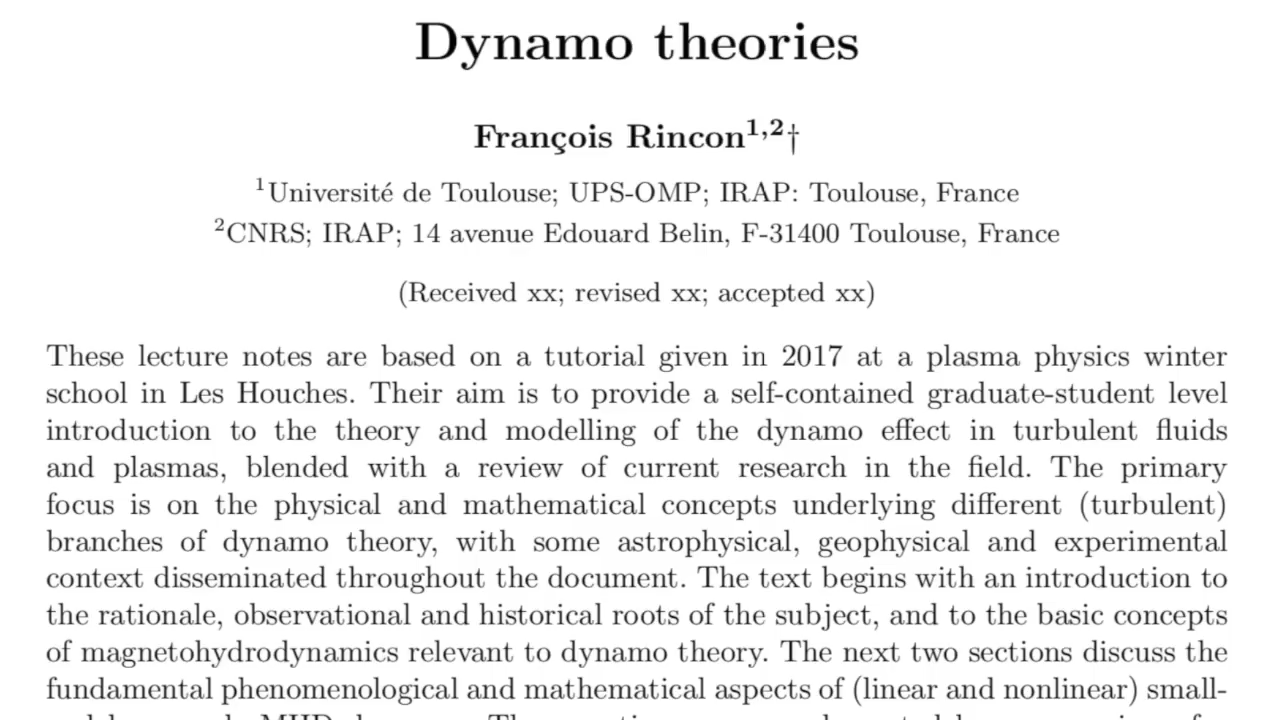 Dynamo theories
François Rincon1,2†
1Université de Toulouse; UPS-OMP; IRAP: Toulouse, France
2CNRS; IRAP; 14 avenue Edouard Belin, F-31400 Toulouse, France
(Received xx; revised xx; accepted xx)
These lecture notes are based on a tutorial given in 2017 at a plasma physics winter
school in Les Houches. Their aim is to provide a self-contained graduate-student level
introduction to the theory and modelling of the dynamo effect in turbulent fluids
and plasmas, blended with a review of current research in the field. The primary
focus is on the physical and mathematical concepts underlying different (turbulent)
branches of dynamo theory, with some astrophysical, geophysical and experimental
context disseminated throughout the document. The text begins with an introduction to
the rationale, observational and historical roots of the subject, and to the basic concepts
of magnetohydrodynamics relevant to dynamo theory. The next two sections discuss the
fundamental phenomenological and mathematical aspects of (linear and nonlinear) small-